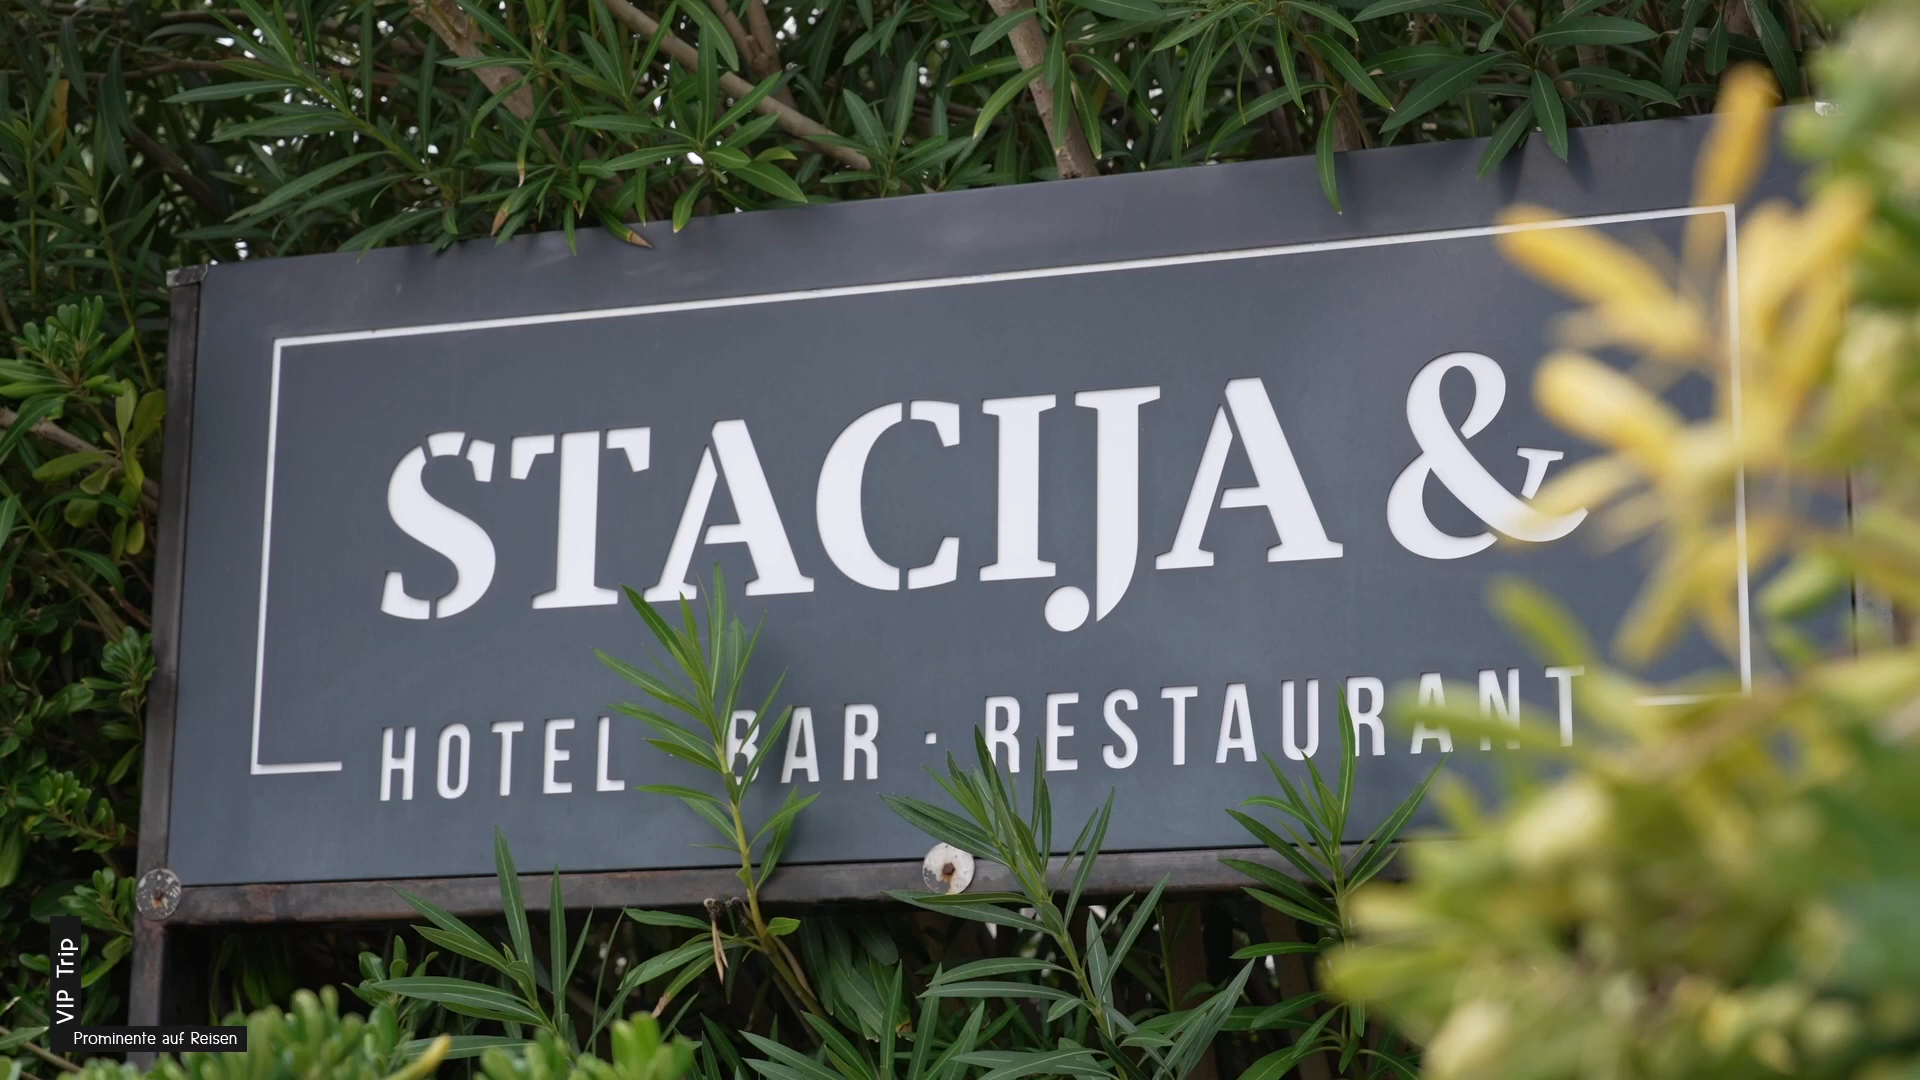 STACIJA &
HOTEL BAR · RESTAURANT
VIP Trip
Prominente auf Reisen